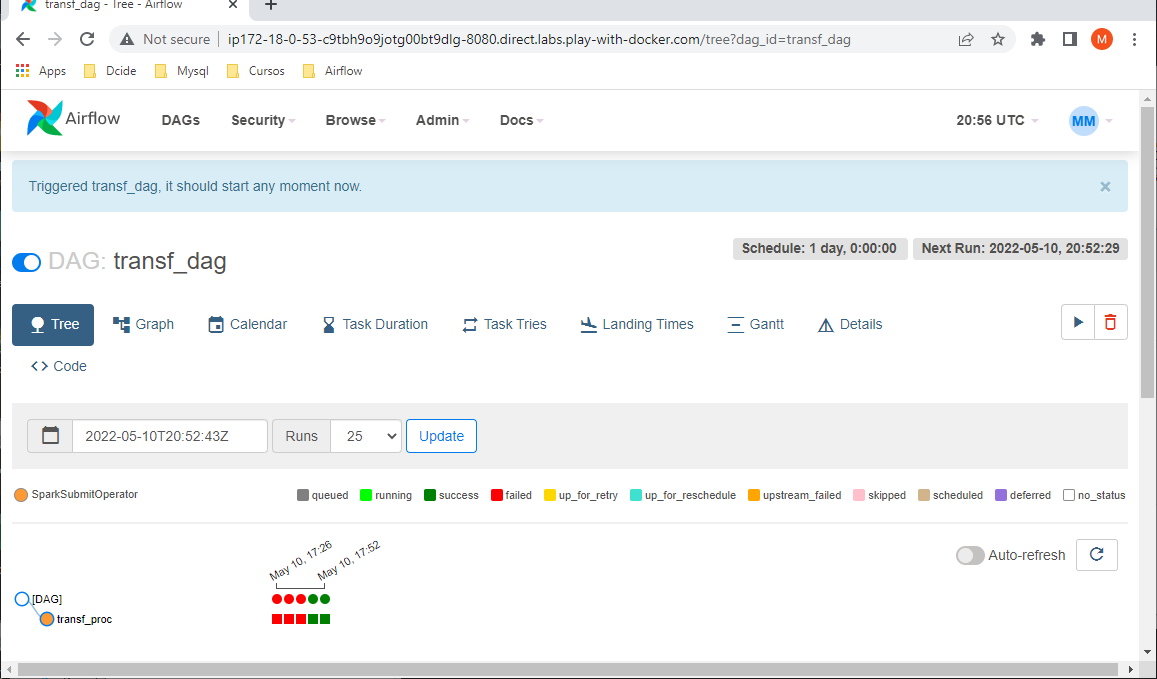 transf_dag - Tree - Airflow
Not secure ip172-18-0-53-c9tbh9o9jotg00bt9dlg-8080.direct.labs.play-with-docker.com/tree?dag_id=transf_dag
M
Apps Dcide Mysql Cursos Airflow
Airflow DAGs Security Browse Admin Docs 20:56 UTC MM
Triggered transf_dag, it should start any moment now.
DAG: transf_dag Schedule: 1 day, 0:00:00 Next Run: 2022-05-10, 20:52:29
Tree Graph Calendar Task Duration Task Tries Landing Times Gantt Details
Code
2022-05-10T20:52:43Z Runs 25 Update
SparkSubmitOperator queued running success failed up_for_retry up_for_reschedule upstream_failed skipped scheduled deferred no_status
Auto-refresh
May 10, 17:26 May 10, 17:52
[DAG]
transf_proc